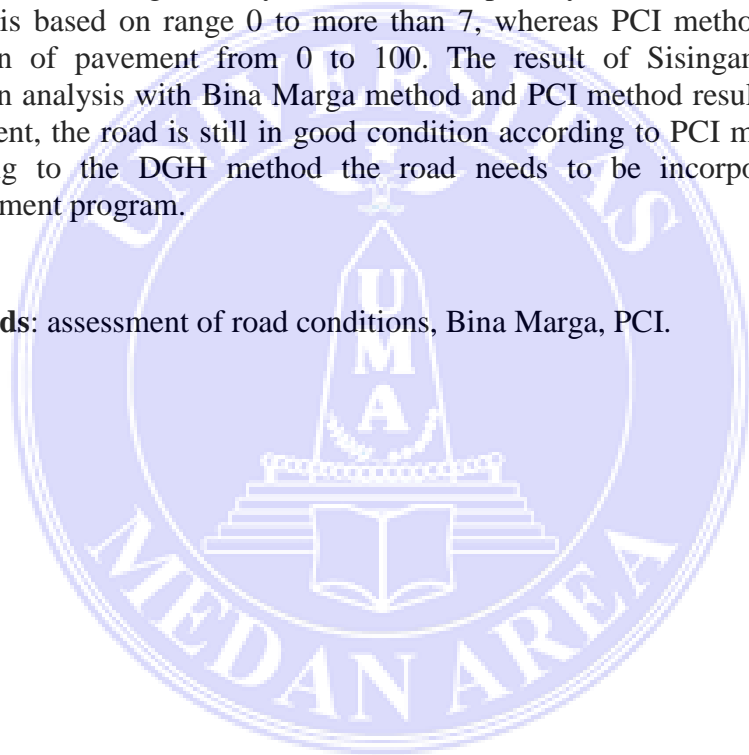 is based on range 0 to more than 7, whereas PCI metho
n of pavement from 0 to 100. The result of Sisingan
n analysis with Bina Marga method and PCI method resul
ent, the road is still in good condition according to PCI m
g to the DGH method the road needs to be incorpo
ment program.
ds: assessment of road conditions, Bina Marga, PCI.
UNIVERSITAS
UMA
MEDAN AREA